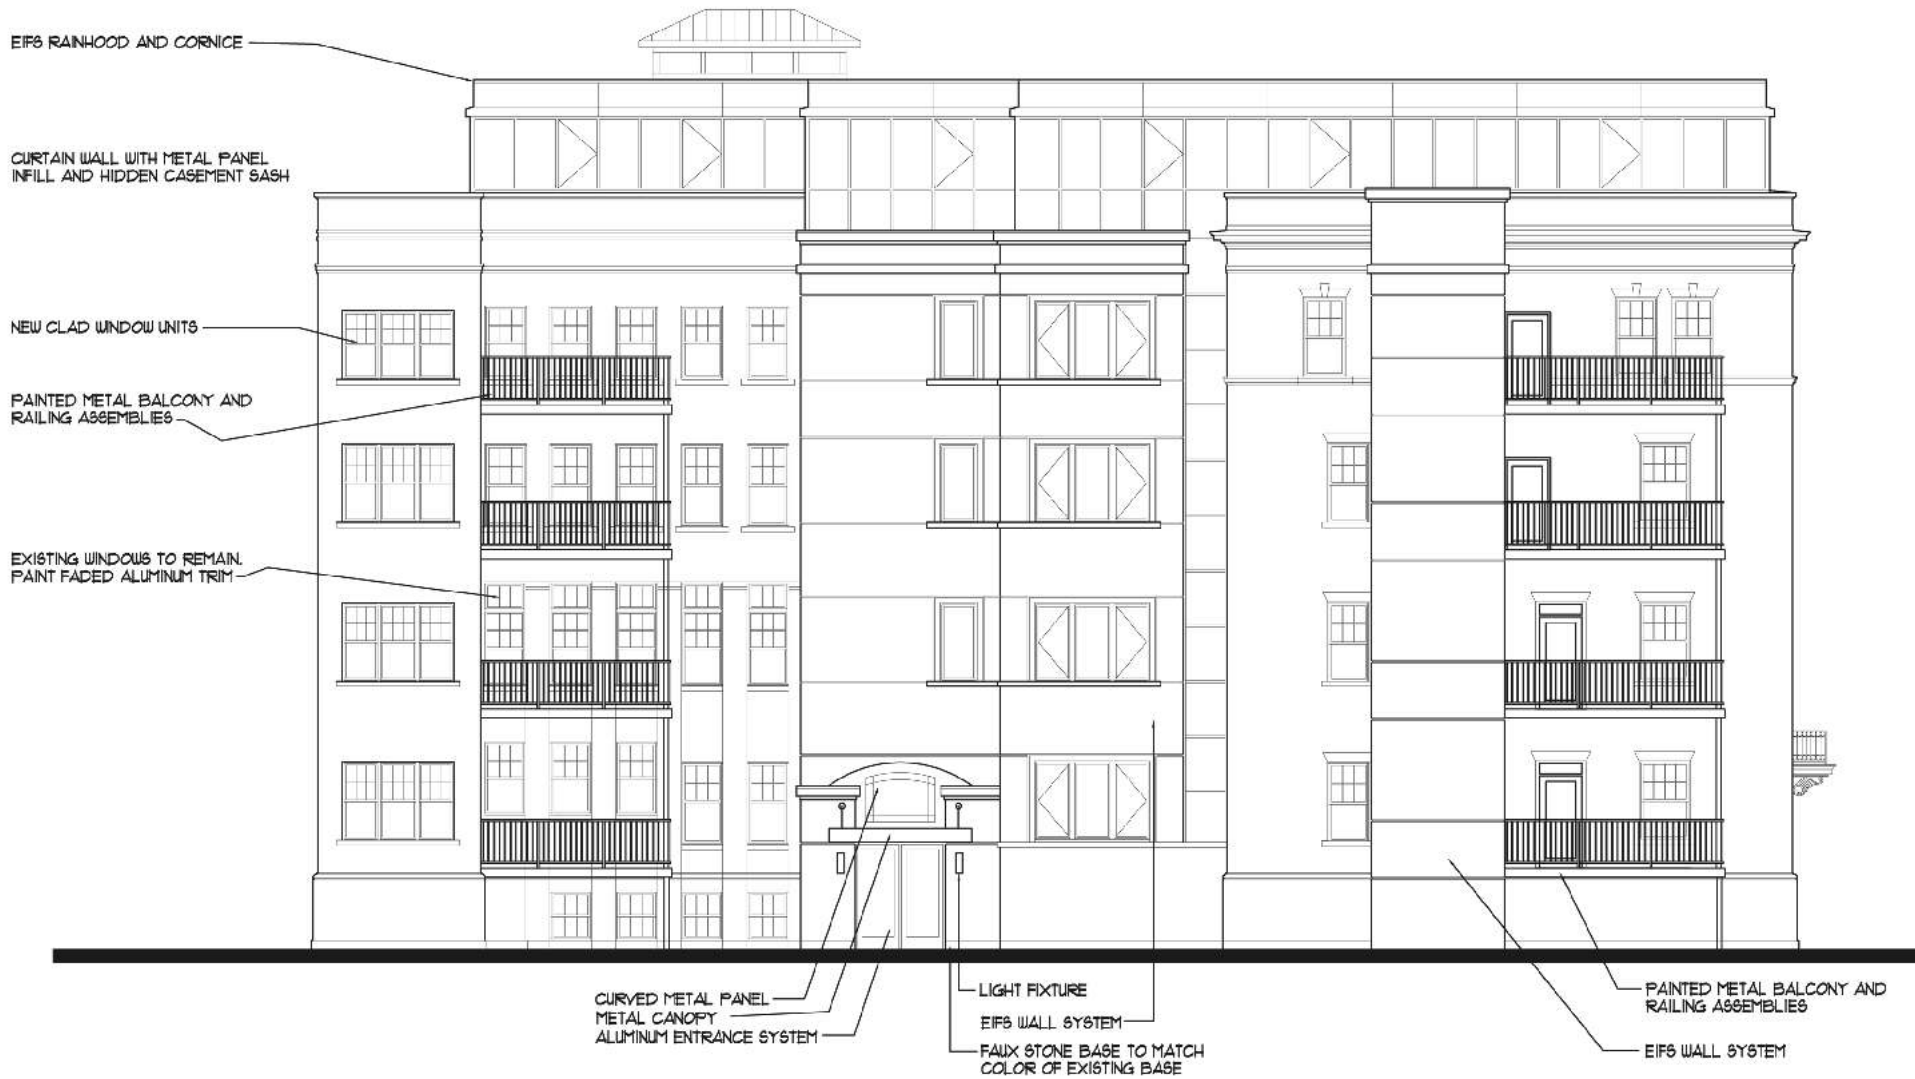 EIFS RAINHOOD AND CORNICE
CURTAIN WALL WITH METAL PANEL
INFILL AND HIDDEN CASEMENT SASH
NEW CLAD WINDOW UNITS
PAINTED METAL BALCONY AND
RAILING ASSEMBLIES
EXISTING WINDOWS TO REMAIN.
PAINT FADED ALUMINUM TRIM
CURVED METAL PANEL
METAL CANOPY
ALUMINUM ENTRANCE SYSTEM
LIGHT FIXTURE
EIFS WALL SYSTEM
FAUX STONE BASE TO MATCH
COLOR OF EXISTING BASE
PAINTED METAL BALCONY AND
RAILING ASSEMBLIES
EIFS WALL SYSTEM